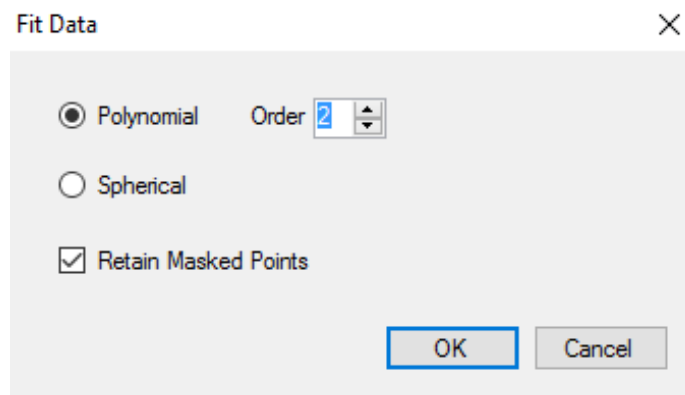 Fit Data
Polynomial Order 2
Spherical
Retain Masked Points
OK Cancel